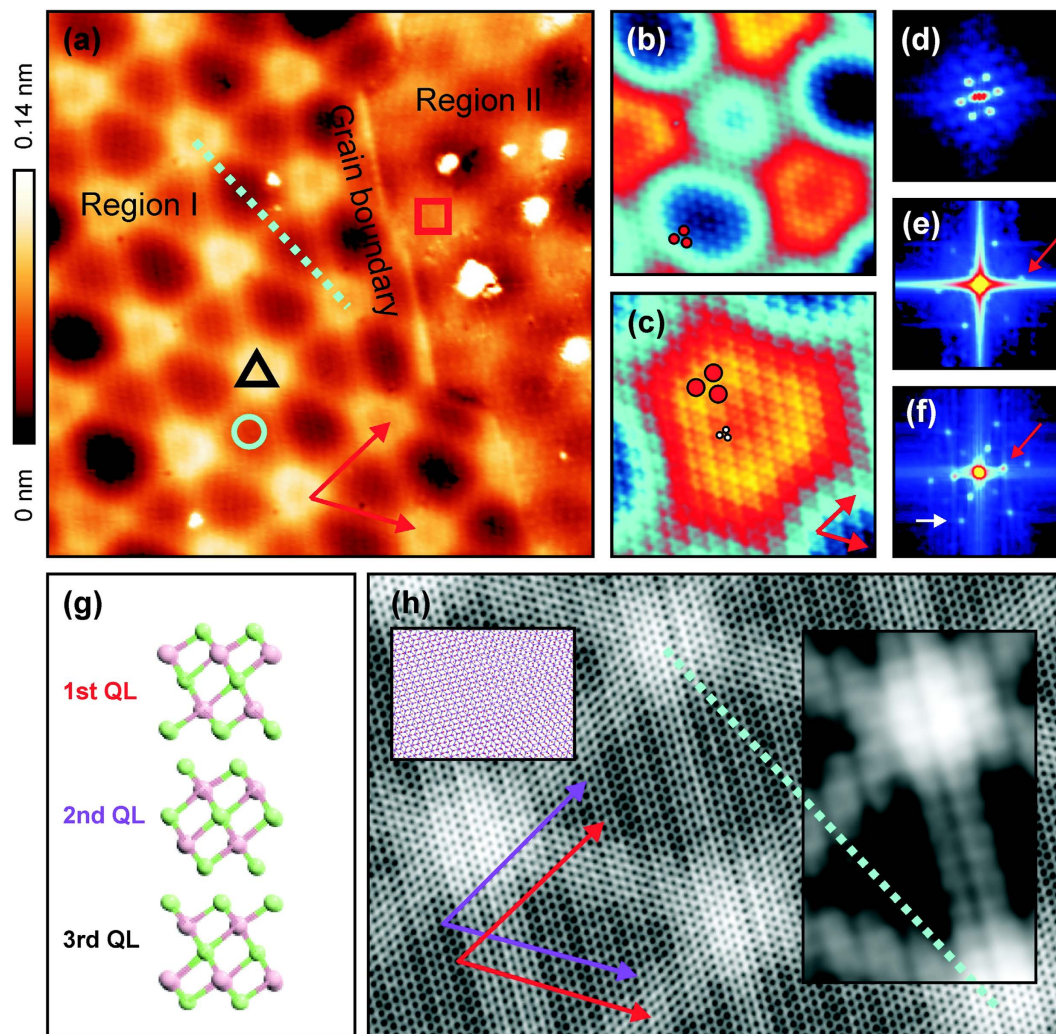 (a)
0.14 nm
0 nm
Region I
Region II
Grain boundary
(b)
(c)
(d)
(e)
(f)
(g)
1st QL
2nd QL
3rd QL
(h)